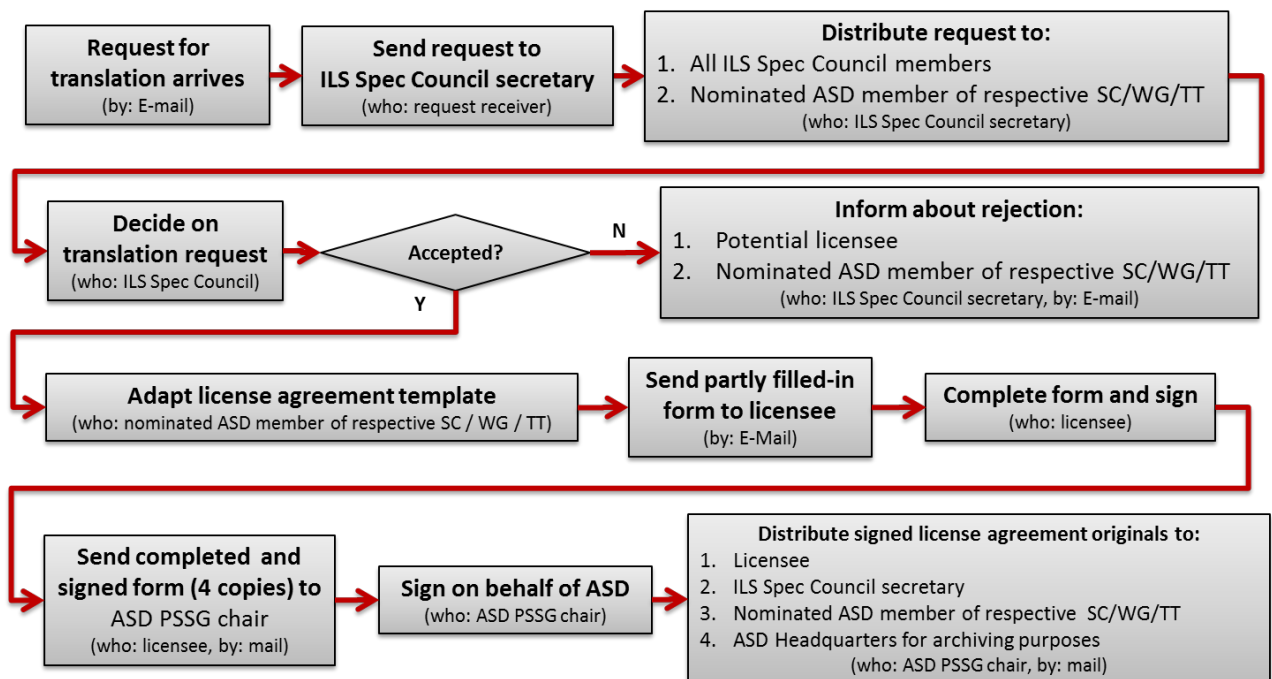 Request for
translation arrives
(by: E-mail)
Send request to
ILS Spec Council secretary
(who: request receiver)
Distribute request to:
1. All ILS Spec Council members
2. Nominated ASD member of respective SC/WG/TT
(who: ILS Spec Council secretary)
Decide on
translation request
(who: ILS Spec Council)
Accepted?
N
Y
Inform about rejection:
1. Potential licensee
2. Nominated ASD member of respective SC/WG/TT
(who: ILS Spec Council secretary, by: E-mail)
Adapt license agreement template
(who: nominated ASD member of respective SC / WG / TT)
Send partly filled-in
form to licensee
(by: E-Mail)
Complete form and sign
(who: licensee)
Send completed and
signed form (4 copies) to
ASD PSSG chair
(who: licensee, by: mail)
Sign on behalf of ASD
(who: ASD PSSG chair)
Distribute signed license agreement originals to:
1. Licensee
2. ILS Spec Council secretary
3. Nominated ASD member of respective SC/WG/TT
4. ASD Headquarters for archiving purposes
(who: ASD PSSG chair, by: mail)